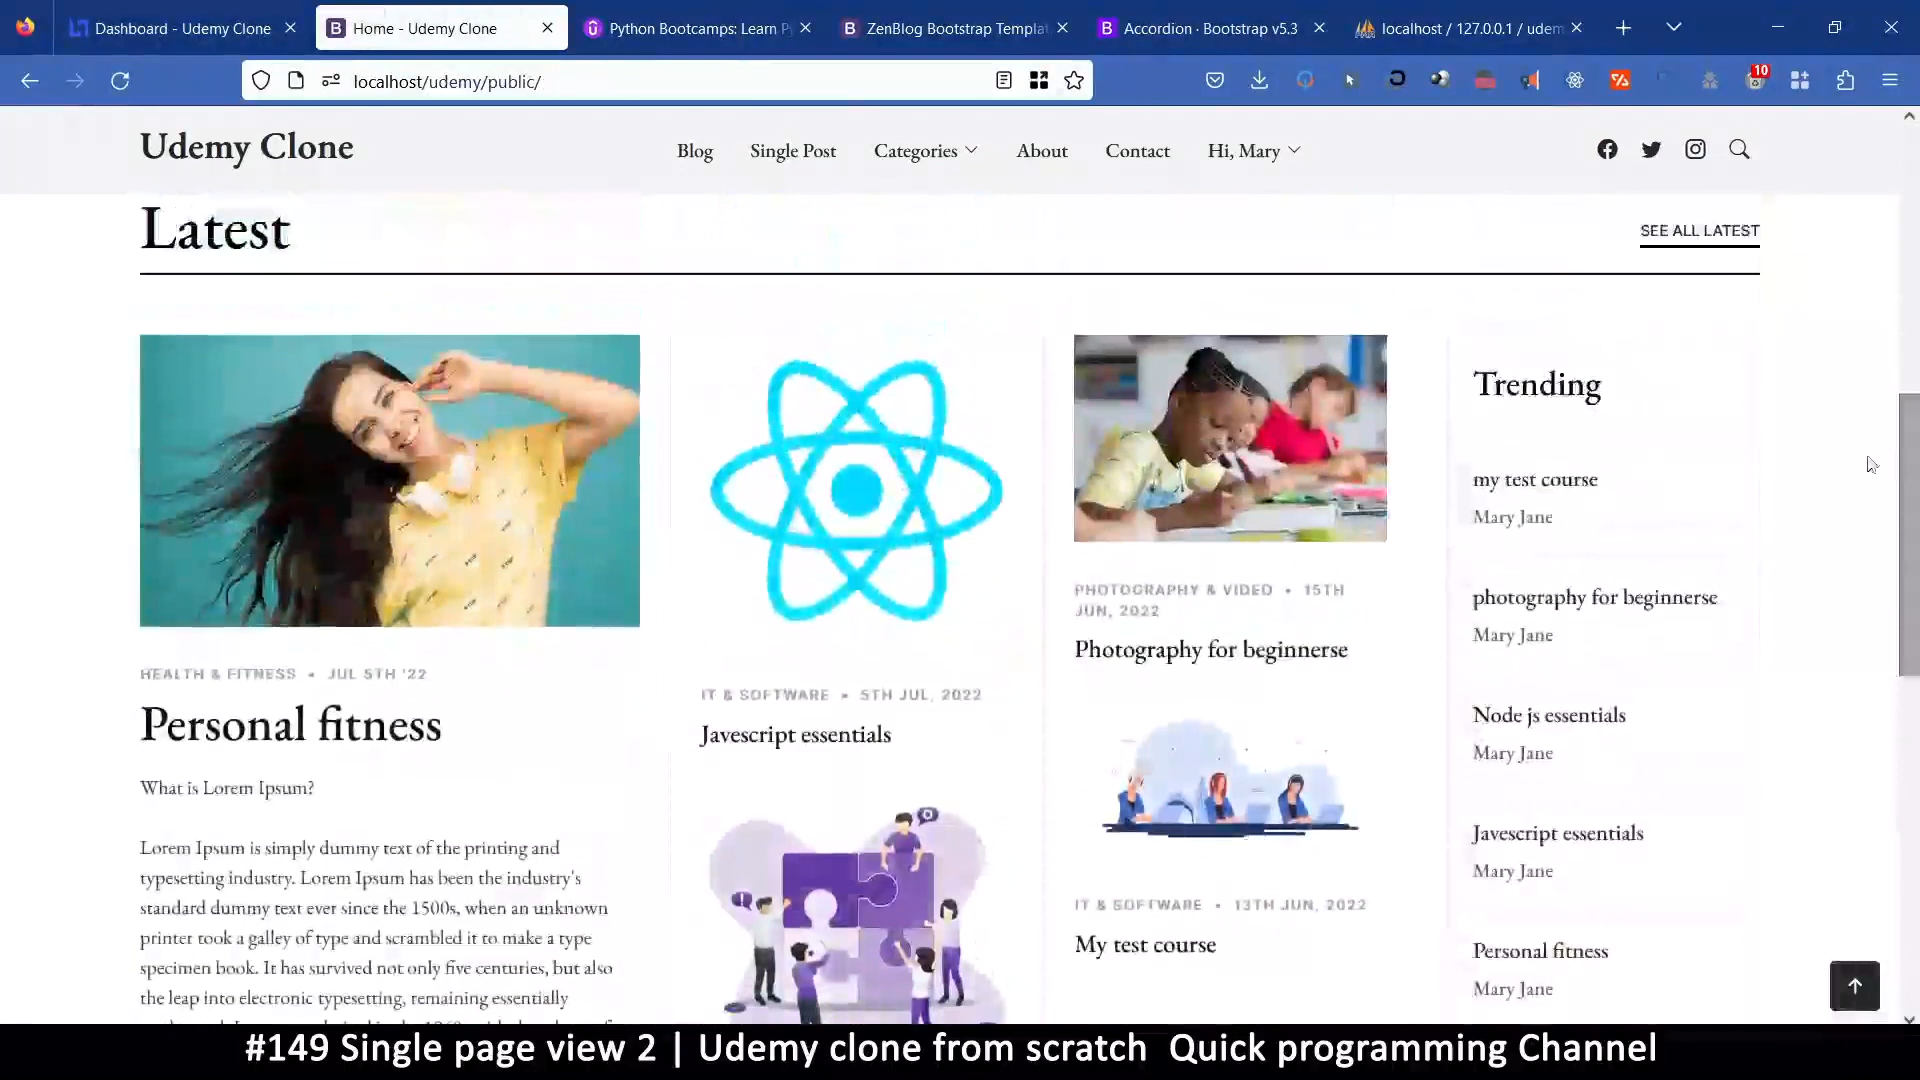 Dashboard - Udemy Clone
Home - Udemy Clone
Python Bootcamps: Learn P
ZenBlog Bootstrap Templa
Accordion · Bootstrap v5.3
localhost / 127.0.0.1 / udem
localhost/udemy/public/
10
Udemy Clone
Blog
Single Post
Categories
About
Contact
Hi, Mary
Latest
SEE ALL LATEST
HEALTH & FITNESS • JUL 5TH '22
Personal fitness
What is Lorem Ipsum?
Lorem Ipsum is simply dummy text of the printing and
typesetting industry. Lorem Ipsum has been the industry's
standard dummy text ever since the 1500s, when an unknown
printer took a galley of type and scrambled it to make a type
specimen book. It has survived not only five centuries, but also
the leap into electronic typesetting, remaining essentially
IT & SOFTWARE • 5TH JUL, 2022
Javescript essentials
PHOTOGRAPHY & VIDEO • 15TH
JUN, 2022
Photography for beginnerse
IT & SOFTWARE • 13TH JUN, 2022
My test course
Trending
my test course
Mary Jane
photography for beginnerse
Mary Jane
Node js essentials
Mary Jane
Javescript essentials
Mary Jane
Personal fitness
Mary Jane
#149 Single page view 2 | Udemy clone from scratch Quick programming Channel